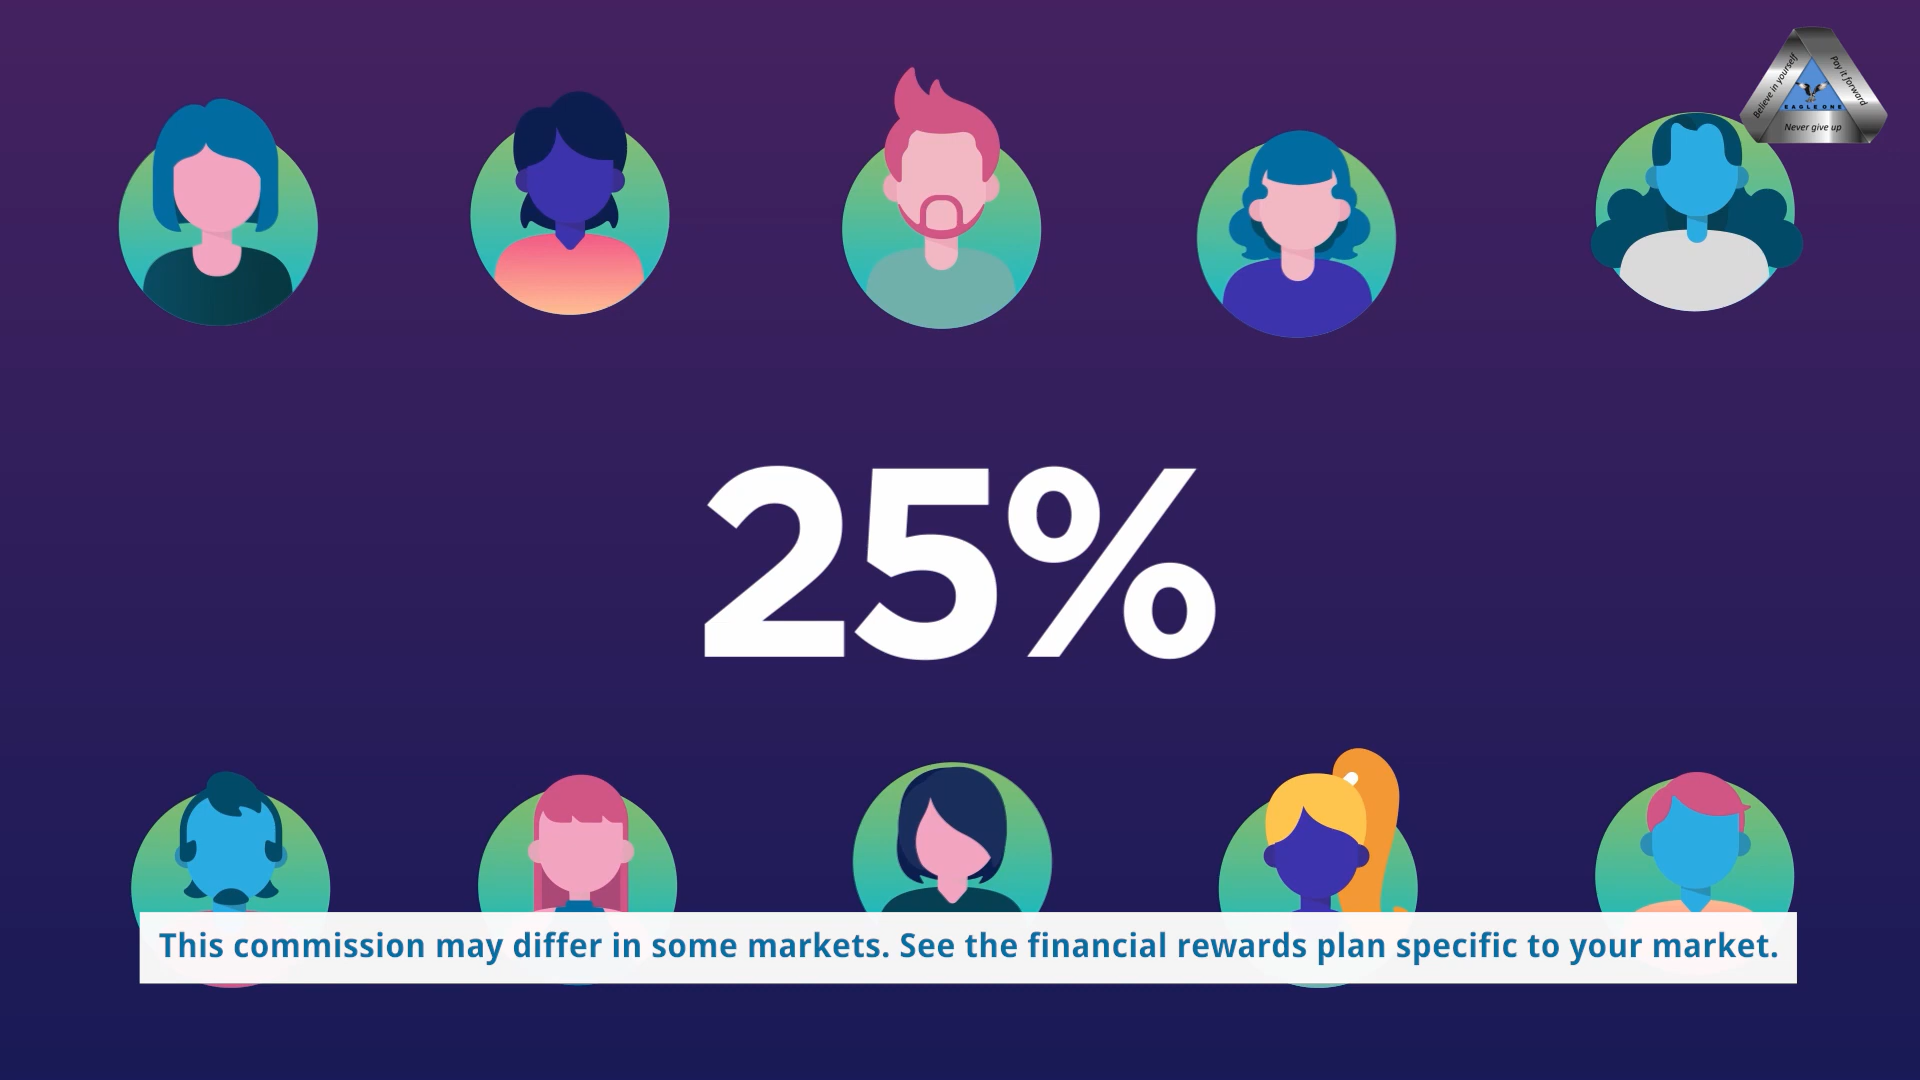 Believe in yourself
Pay it forward
EAGLE ONE
Never give up
25%
This commission may differ in some markets. See the financial rewards plan specific to your market.